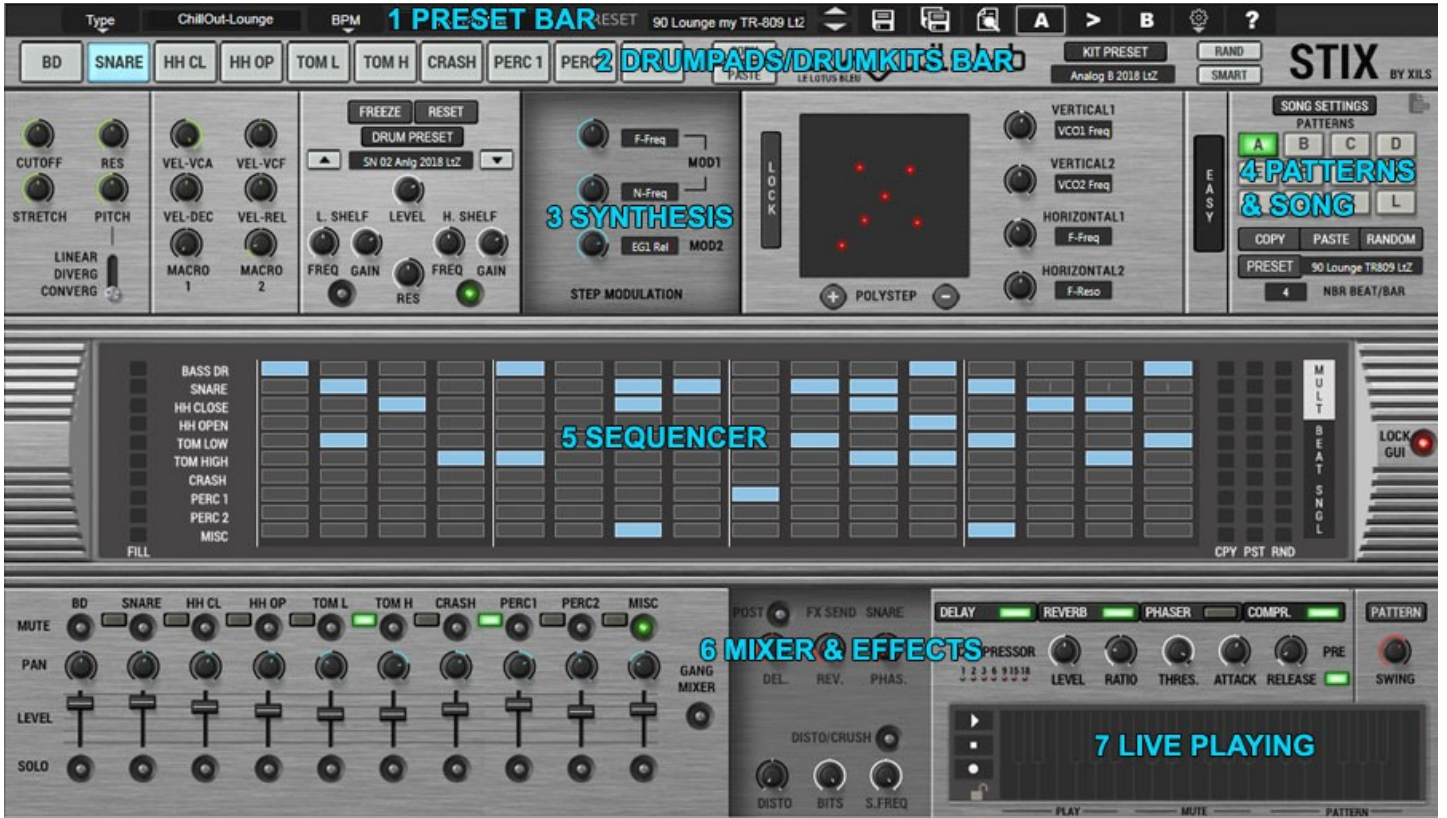 Type ChillOut-Lounge BPM 1 PRESET BAR RESET 90 Lounge my TR-809 LtZ A > B ?
BD SNARE HH CL HH OP TOM L TOM H CRASH PERC 1 PERC 2 DRUMPADS/DRUMKITS BAR KIT PRESET RAND STIX
PASTE LE LOTUS BLEU Analog B 2018 LtZ SMART BY XILS
FREEZE RESET VERTICAL1 SONG SETTINGS
DRUM PRESET F-Freq VCO1 Freq PATTERNS
CUTOFF RES VEL-VCA VEL-VCF SN 02 Anlg 2018 LtZ MOD1 LOCK VERTICAL2 EASY A B C D
N-Freq VCO2 Freq 4 PATTERNS
STRETCH PITCH VEL-DEC VEL-REL L. SHELF LEVEL H. SHELF 3 SYNTHESIS HORIZONTAL1 & SONG L
LINEAR EG1 Rel MOD2 F-Freq COPY PASTE RANDOM
DIVERG MACRO 1 MACRO 2 FREQ GAIN FREQ GAIN HORIZONTAL2 PRESET 90 Lounge TR809 LtZ
CONVERG RES STEP MODULATION + POLYSTEP - F-Reso 4 NBR BEAT/BAR
BASS DR MULT
SNARE
HH CLOSE
HH OPEN
TOM LOW 5 SEQUENCER BEAT LOCK
TOM HIGH GUI
CRASH
PERC 1 SNGL
PERC 2
MISC
FILL CPY PST RND
BD SNARE HH CL HH OP TOM L TOM H CRASH PERC1 PERC2 MISC POST FX SEND SNARE DELAY REVERB PHASER COMPR. PATTERN
MUTE
6 MIXER & EFFECTS PRE
PAN GANG DEL. REV. PHAS. 1 2 3 6 9 15 18 LEVEL RATIO THRES. ATTACK RELEASE SWING
MIXER
LEVEL DISTO/CRUSH 7 LIVE PLAYING
SOLO
DISTO BITS S.FREQ
PLAY MUTE PATTERN